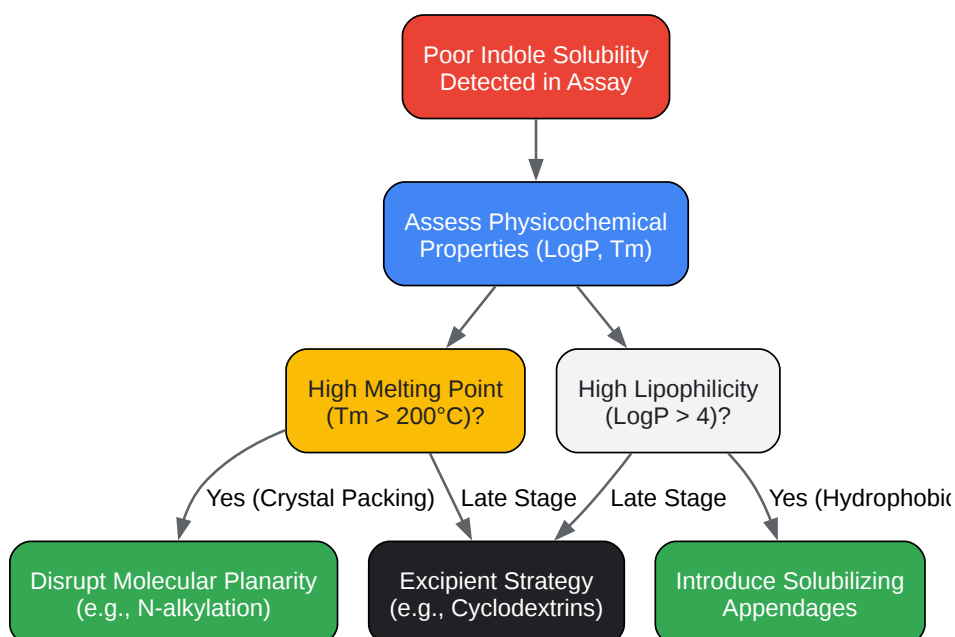 Poor Indole Solubility
Detected in Assay
Assess Physicochemical
Properties (LogP, Tm)
High Melting Point
(Tm > 200°C)?
High Lipophilicity
(LogP > 4)?
Yes (Crystal Packing)
Late Stage
Late Stage
Yes (Hydrophobic
Disrupt Molecular Planarity
(e.g., N-alkylation)
Excipient Strategy
(e.g., Cyclodextrins)
Introduce Solubilizing
Appendages